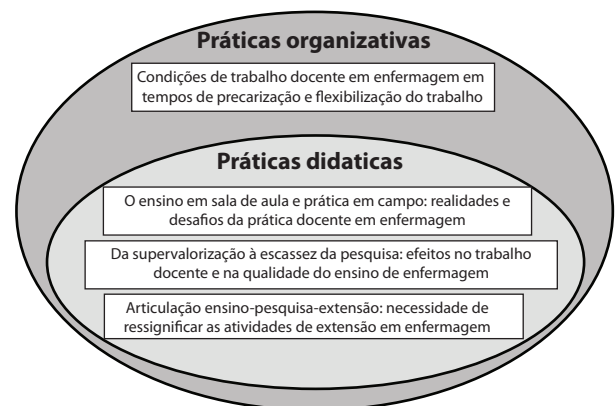 Práticas organizativas
Condições de trabalho docente em enfermagem em
tempos de precarização e flexibilização do trabalho
Práticas didaticas
O ensino em sala de aula e prática em campo: realidades e
desafios da prática docente em enfermagem
Da supervalorização à escassez da pesquisa: efeitos no trabalho
docente e na qualidade do ensino de enfermagem
Articulação ensino-pesquisa-extensão: necessidade de
ressignificar as atividades de extensão em enfermagem